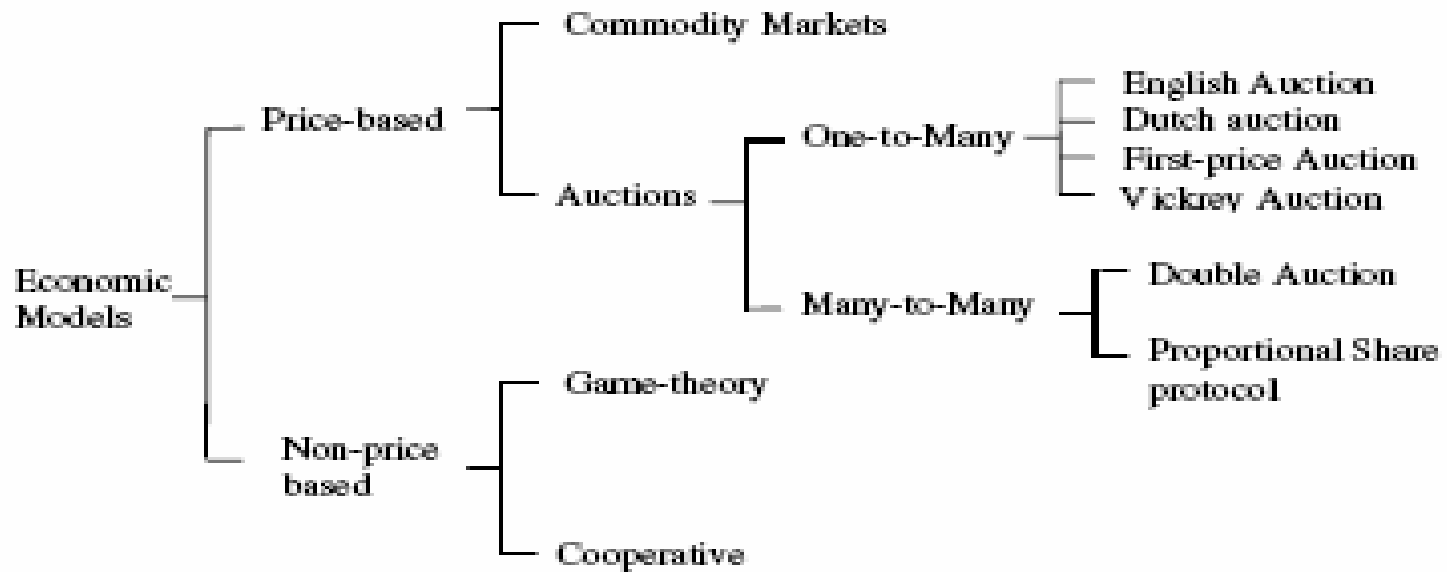 Commodity Markets
Price-based
English Auction
Dutch auction
One-to-Many
First-price Auction
Auctions
Vickrey Auction
Economic
Models
Double Auction
Many-to-Many
Proportional Share
protocol
Game-theory
Non-price
based
Cooperative